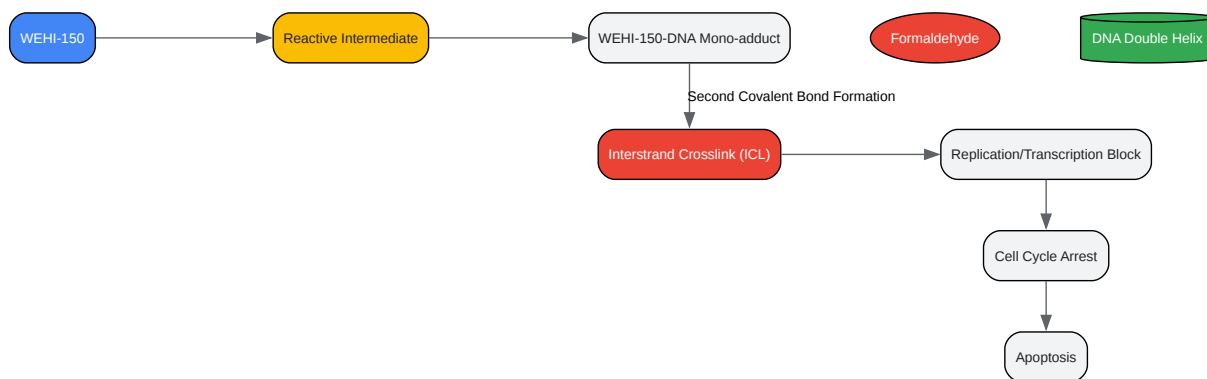 WEHI-150
Reactive Intermediate
WEHI-150-DNA Mono-adduct
Formaldehyde
DNA Double Helix
Second Covalent Bond Formation
Interstrand Crosslink (ICL)
Replication/Transcription Block
Cell Cycle Arrest
Apoptosis